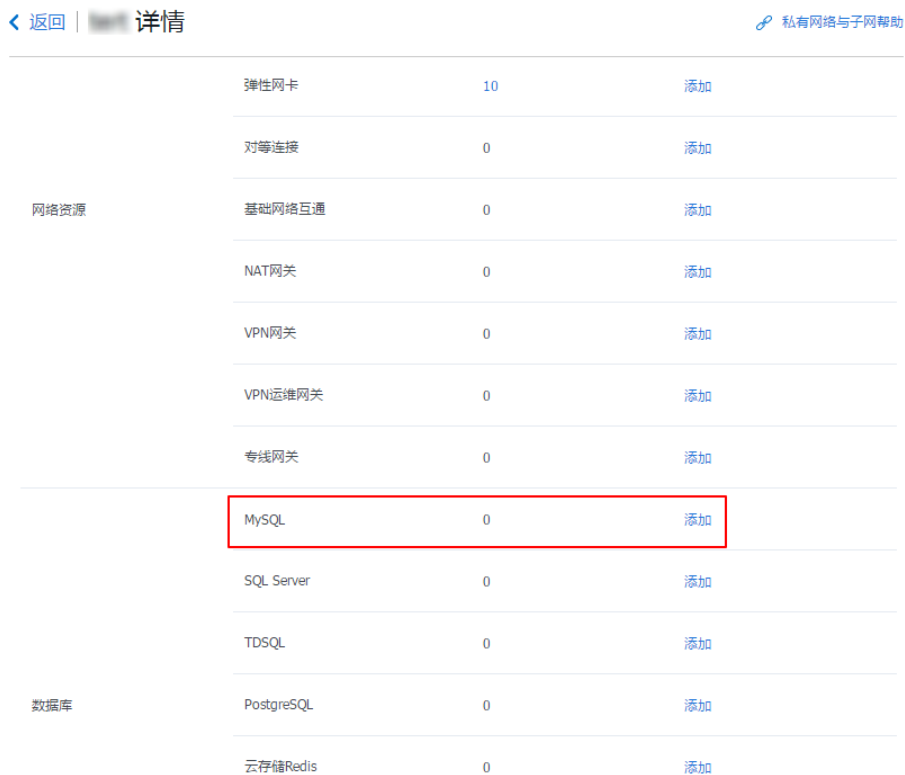 返回 | 详情
私有网络与子网帮助
弹性网卡 10 添加
对等连接 0 添加
网络资源 基础网络互通 0 添加
NAT网关 0 添加
VPN网关 0 添加
VPN运维网关 0 添加
专线网关 0 添加
MySQL 0 添加
SQL Server 0 添加
TDSQL 0 添加
数据库 PostgreSQL 0 添加
云存储Redis 0 添加